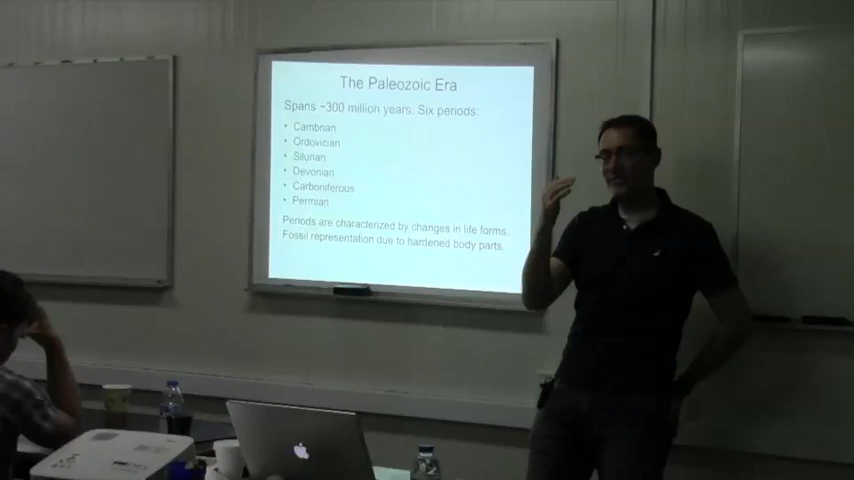 The Paleozoic Era
Spans ~300 million years. Six periods:
• Cambrian
• Ordovician
• Silurian
• Devonian
• Carboniferous
• Permian
Periods are characterized by changes in life forms.
Fossil representation due to hardened body parts.